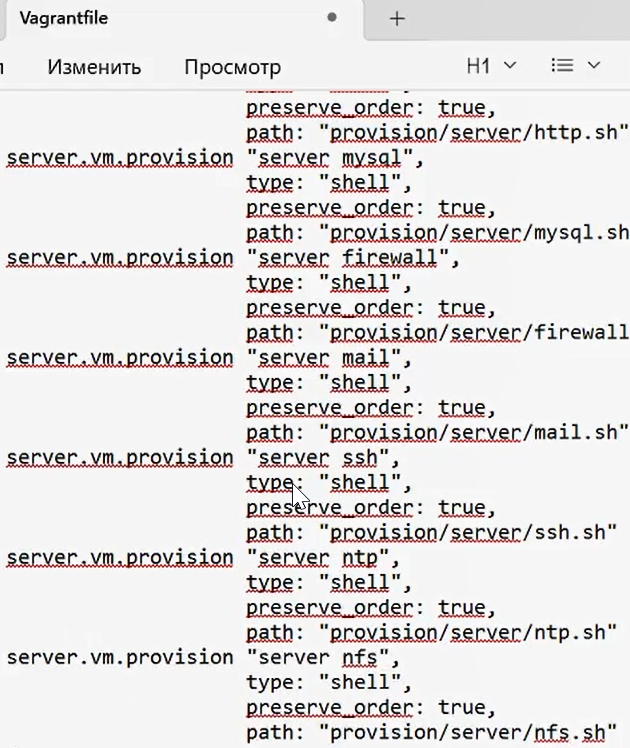 Vagrantfile
Изменить Просмотр H1
preserve_order: true,
path: "provision/server/http.sh"
server.vm.provision "server mysql",
type: "shell",
preserve_order: true,
path: "provision/server/mysql.sh
server.vm.provision "server firewall",
type: "shell",
preserve_order: true,
path: "provision/server/firewall
server.vm.provision "server mail",
type: "shell",
preserve_order: true,
path: "provision/server/mail.sh"
server.vm.provision "server ssh",
type: "shell",
preserve_order: true,
path: "provision/server/ssh.sh"
server.vm.provision "server ntp",
type: "shell",
preserve_order: true,
path: "provision/server/ntp.sh"
server.vm.provision "server nfs",
type: "shell",
preserve_order: true,
path: "provision/server/nfs.sh"